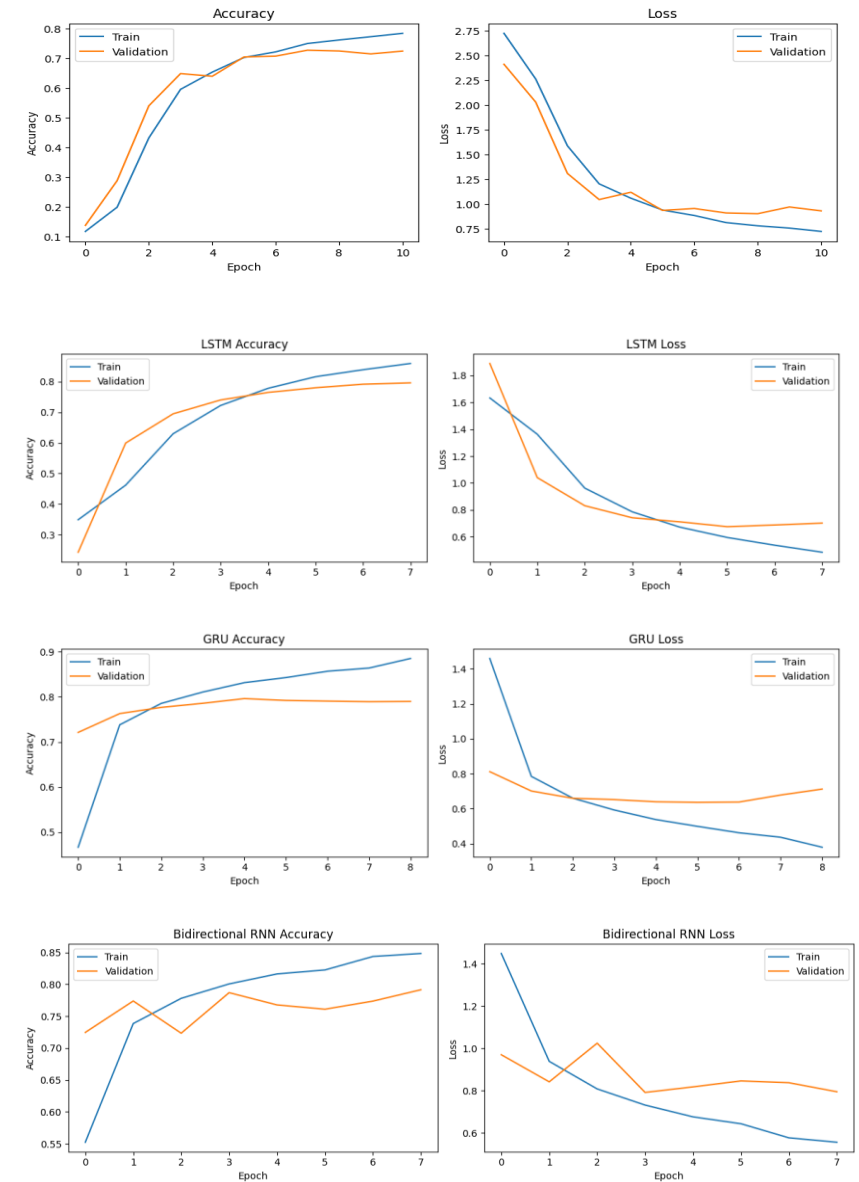 Accuracy
Train
Validation
0.8
0.7
0.6
0.5
0.4
0.3
0.2
0.1
Accuracy
0 2 4 6 8 10
Epoch
Loss
Train
Validation
2.75
2.50
2.25
2.00
1.75
1.50
1.25
1.00
0.75
Loss
0 2 4 6 8 10
Epoch
LSTM Accuracy
Train
Validation
0.8
0.7
0.6
0.5
0.4
0.3
Accuracy
0 1 2 3 4 5 6 7
Epoch
LSTM Loss
Train
Validation
1.8
1.6
1.4
1.2
1.0
0.8
0.6
Loss
0 1 2 3 4 5 6 7
Epoch
GRU Accuracy
Train
Validation
0.9
0.8
0.7
0.6
0.5
Accuracy
0 1 2 3 4 5 6 7 8
Epoch
GRU Loss
Train
Validation
1.4
1.2
1.0
0.8
0.6
0.4
Loss
0 1 2 3 4 5 6 7 8
Epoch
Bidirectional RNN Accuracy
Train
Validation
0.85
0.80
0.75
0.70
0.65
0.60
0.55
Accuracy
0 1 2 3 4 5 6 7
Epoch
Bidirectional RNN Loss
Train
Validation
1.4
1.2
1.0
0.8
0.6
Loss
0 1 2 3 4 5 6 7
Epoch